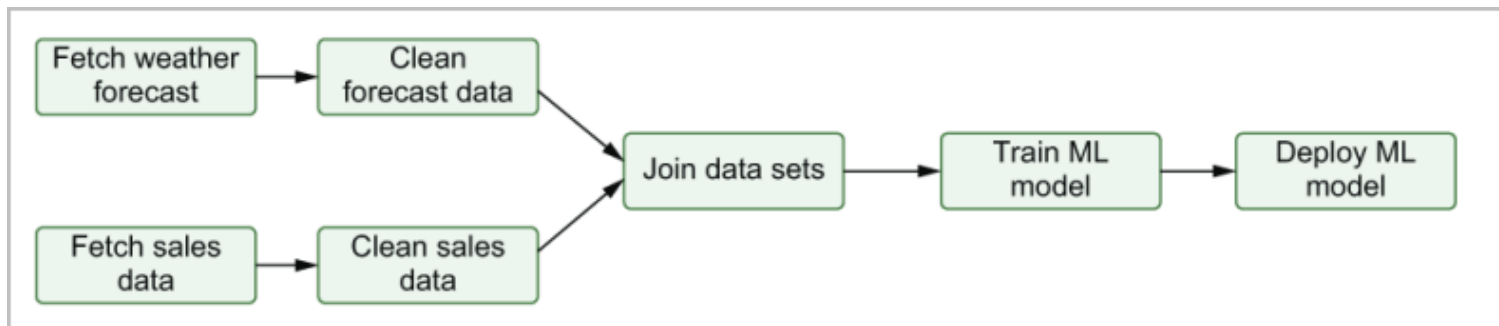 Fetch weather
forecast
Clean
forecast data
Fetch sales
data
Clean sales
data
Join data sets
Train ML
model
Deploy ML
model